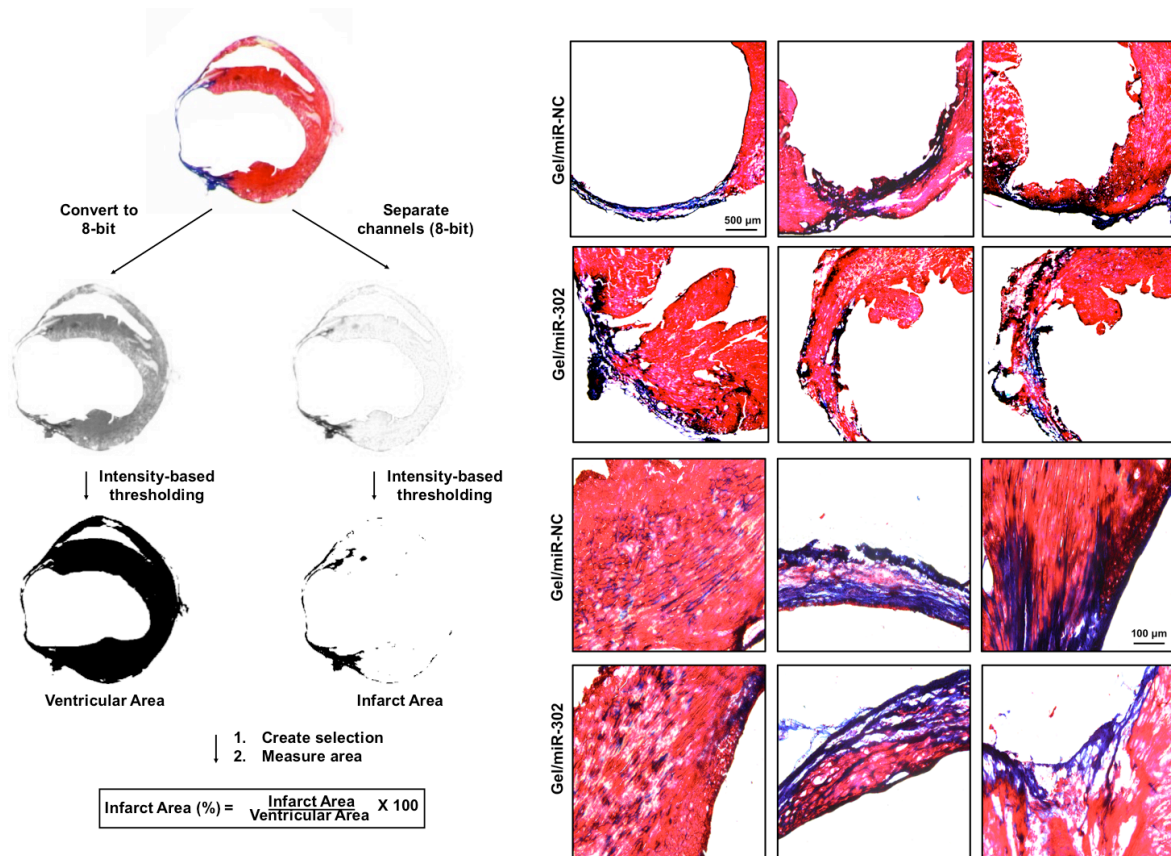 Convert to
8-bit
Separate
channels (8-bit)
Intensity-based
thresholding
Intensity-based
thresholding
Ventricular Area
Infarct Area
1. Create selection
2. Measure area
Infarct Area (%) = Infarct Area
Ventricular Area X 100
Gel/miR-NC
500 µm
Gel/miR-302
Gel/miR-NC
100 µm
Gel/miR-302